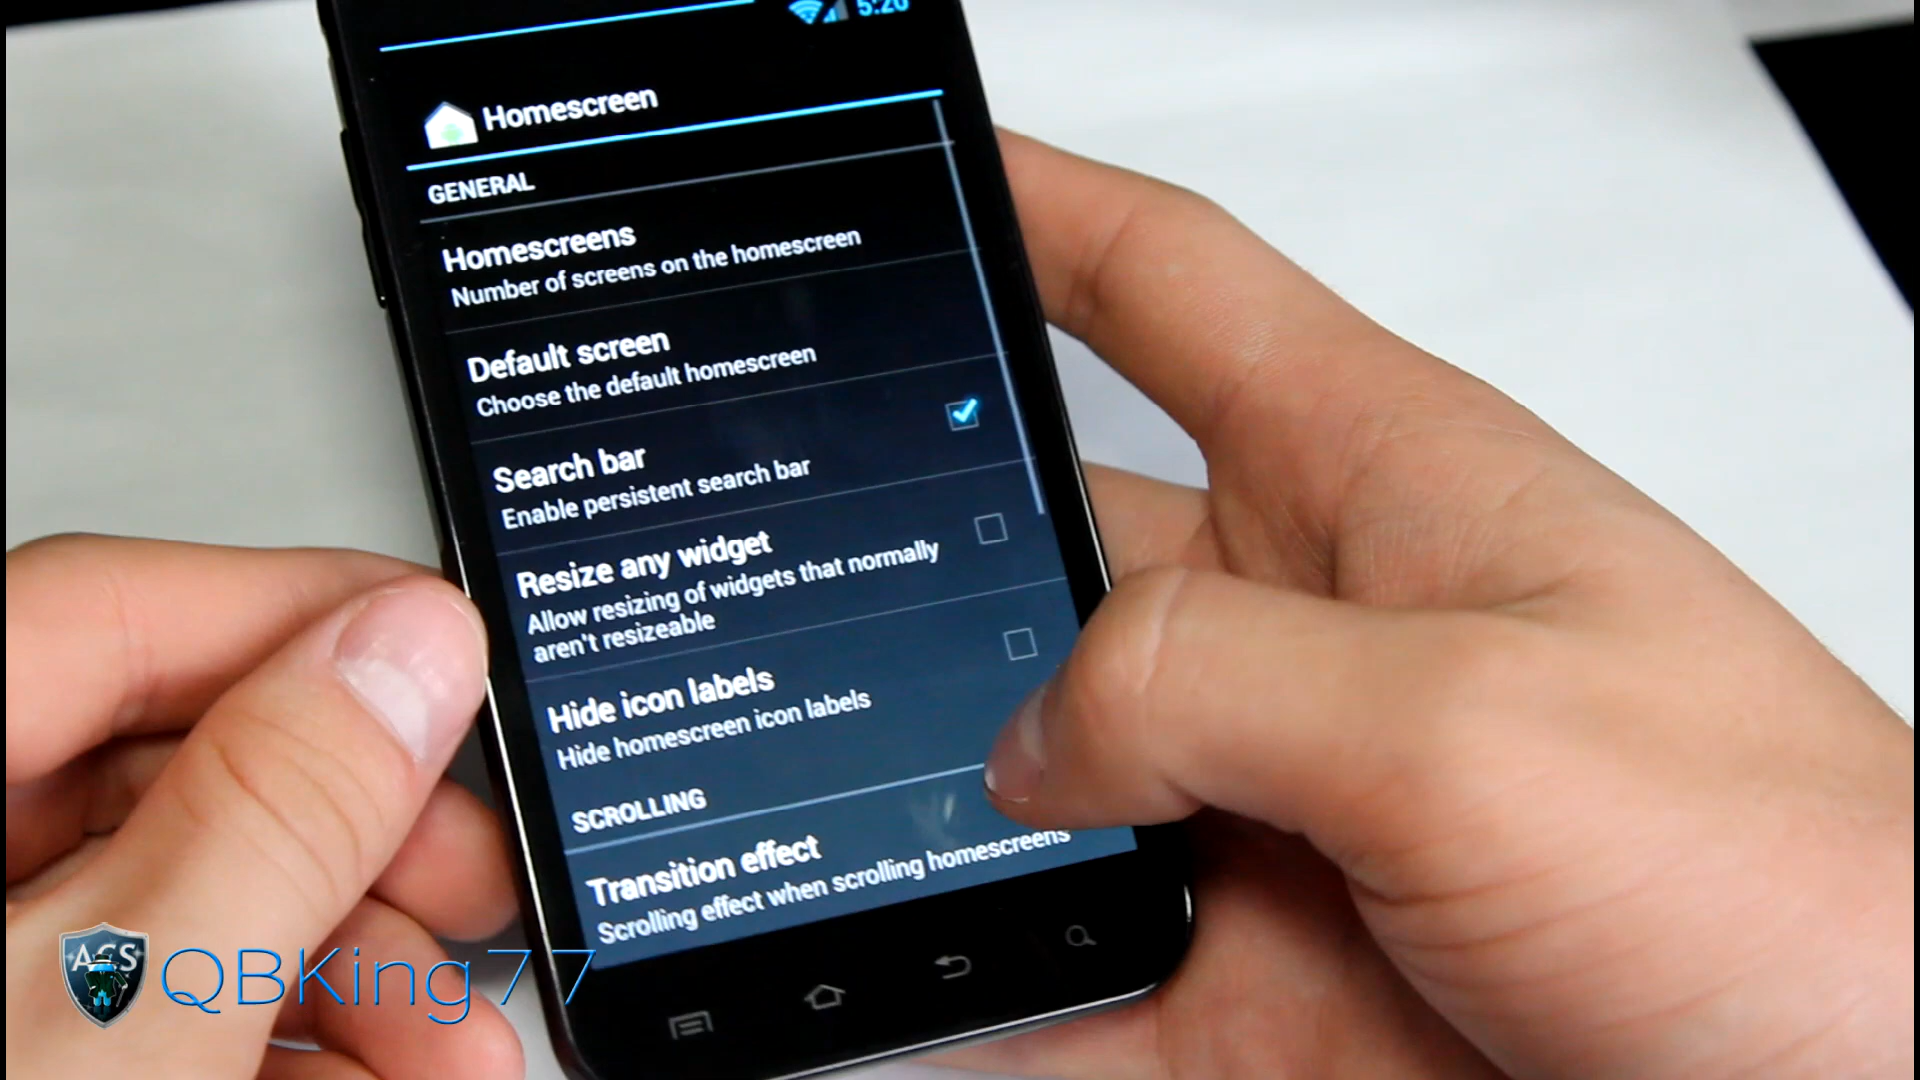 5:20
Homescreen
GENERAL
Homescreens
Number of screens on the homescreen
Default screen
Choose the default homescreen
Search bar
Enable persistent search bar
Resize any widget
Allow resizing of widgets that normally
aren't resizeable
Hide icon labels
Hide homescreen icon labels
SCROLLING
Transition effect
Scrolling effect when scrolling homescreens
ACS
QBKing77